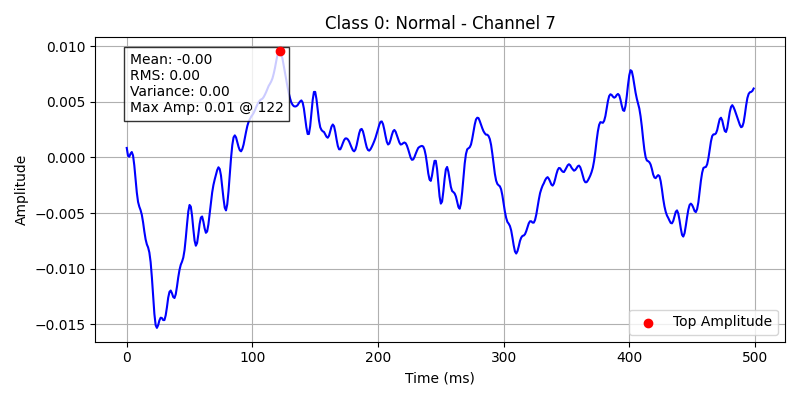 Class 0: Normal - Channel 7
Mean: -0.00
RMS: 0.00
Variance: 0.00
Max Amp: 0.01 @ 122
0.010
0.005
0.000
−0.005
−0.010
−0.015
Amplitude
Top Amplitude
0 100 200 300 400 500
Time (ms)